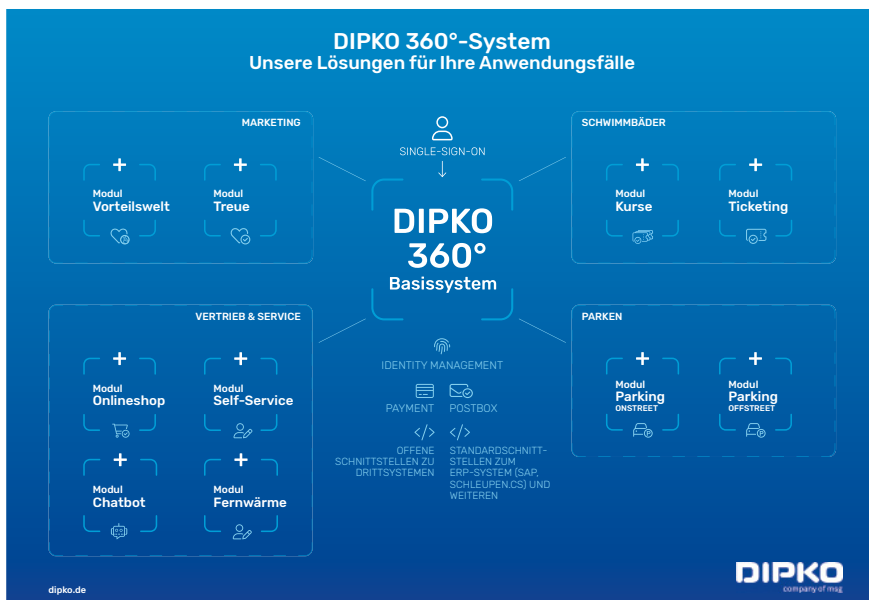 DIPKO 360°-System
Unsere Lösungen für Ihre Anwendungsfälle
MARKETING
Modul
Vorteilswelt
Modul
Treue
SINGLE-SIGN-ON
DIPKO
360°
Basissystem
SCHWIMMBÄDER
Modul
Kurse
Modul
Ticketing
VERTRIEB & SERVICE
Modul
Onlineshop
Modul
Self-Service
Modul
Chatbot
Modul
Fernwärme
IDENTITY MANAGEMENT
PAYMENT
POSTBOX
OFFENE
SCHNITTSTELLEN ZU
DRITTSYSTEMEN
STANDARDSCHNITT-
STELLEN ZUM
ERP-SYSTEM (SAP,
SCHLEUPEN.CS) UND
WEITEREN
PARKEN
Modul
Parking
ONSTREET
Modul
Parking
OFFSTREET
dipko.de
DIPKO
company of mag